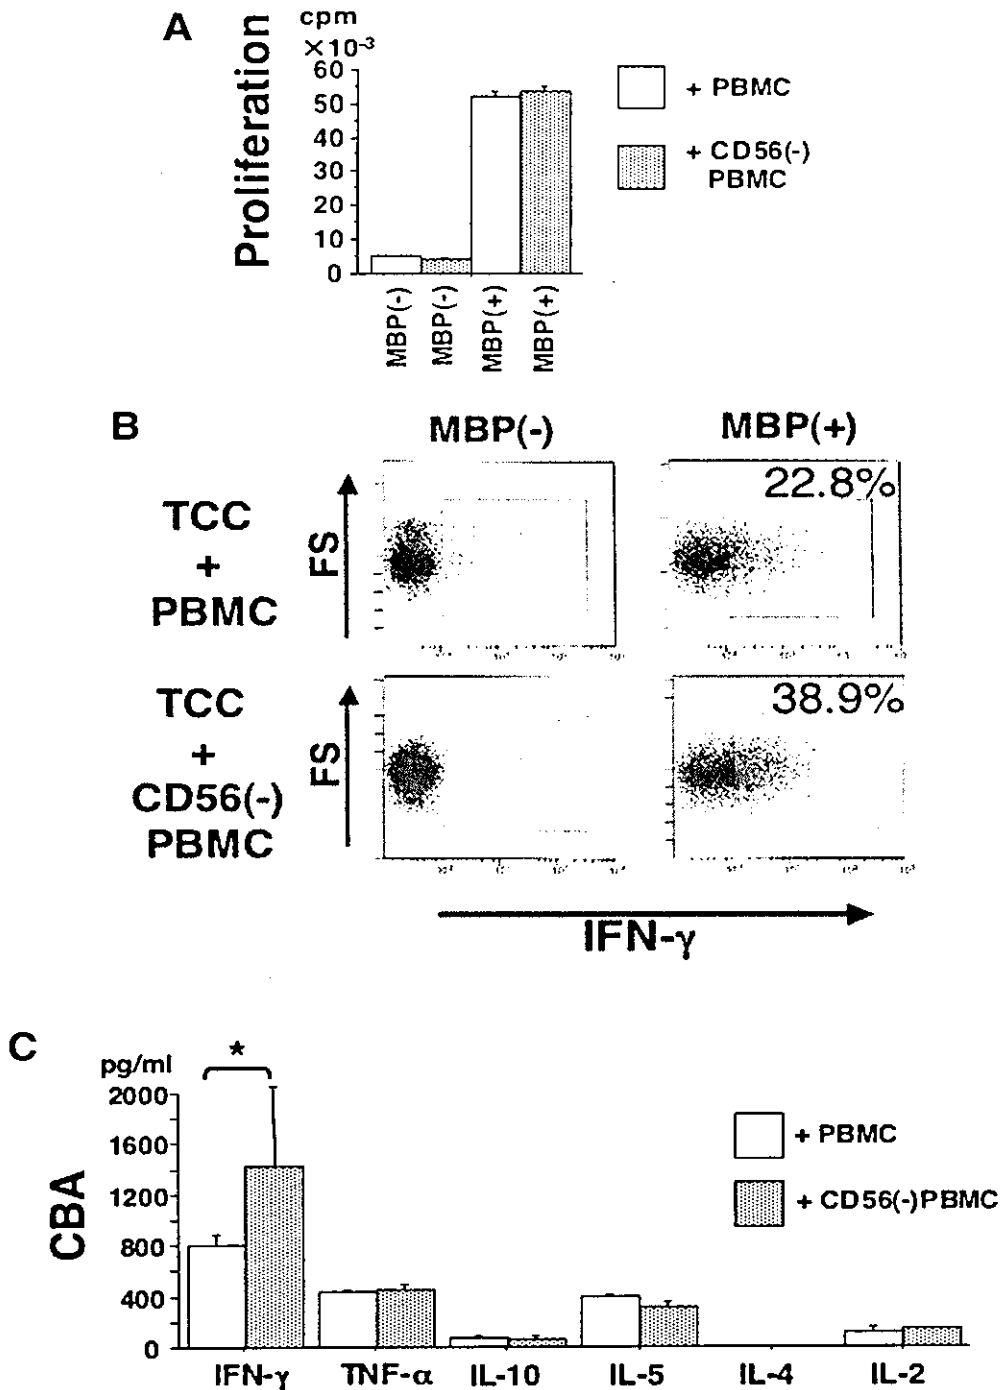 A
cpm
×10⁻³
Proliferation
60
50
40
30
20
10
0
MBP(-)
MBP(-)
MBP(+)
MBP(+)
+ PBMC
+ CD56(-)
PBMC
B
MBP(-)
MBP(+)
TCC
+
PBMC
FS
22.8%
TCC
+
CD56(-)
PBMC
FS
38.9%
IFN-γ
C
pg/ml
*
CBA
2000
1600
1200
800
400
0
IFN-γ
TNF-α
IL-10
IL-5
IL-4
IL-2
+ PBMC
+ CD56(-)PBMC